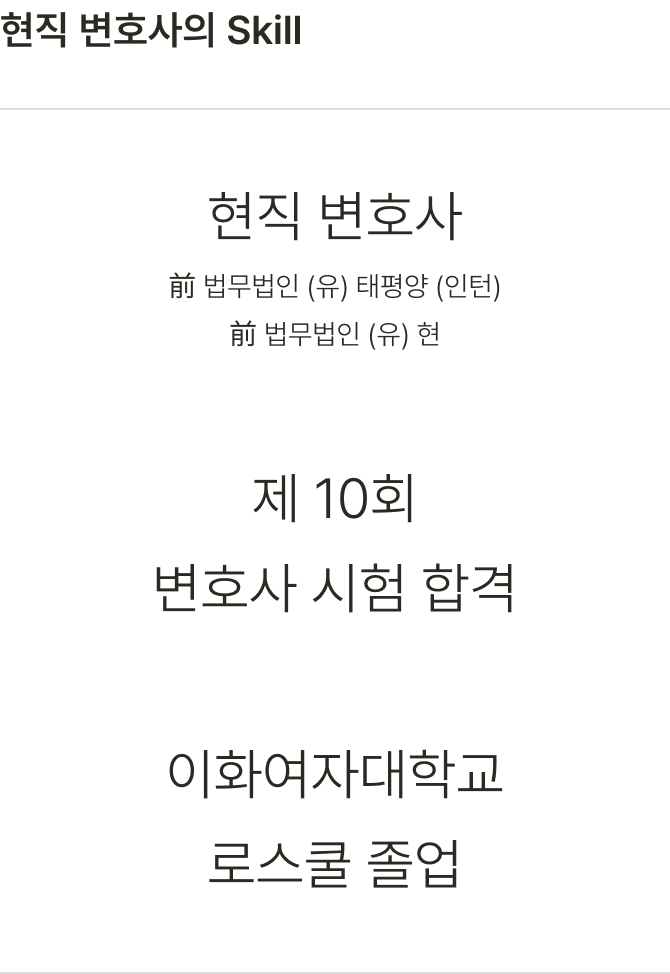 현직 변호사의 Skill
현직 변호사
前 법무법인 (유) 태평양 (인턴)
前 법무법인 (유) 현
제 10회
변호사 시험 합격
이화여자대학교
로스쿨 졸업